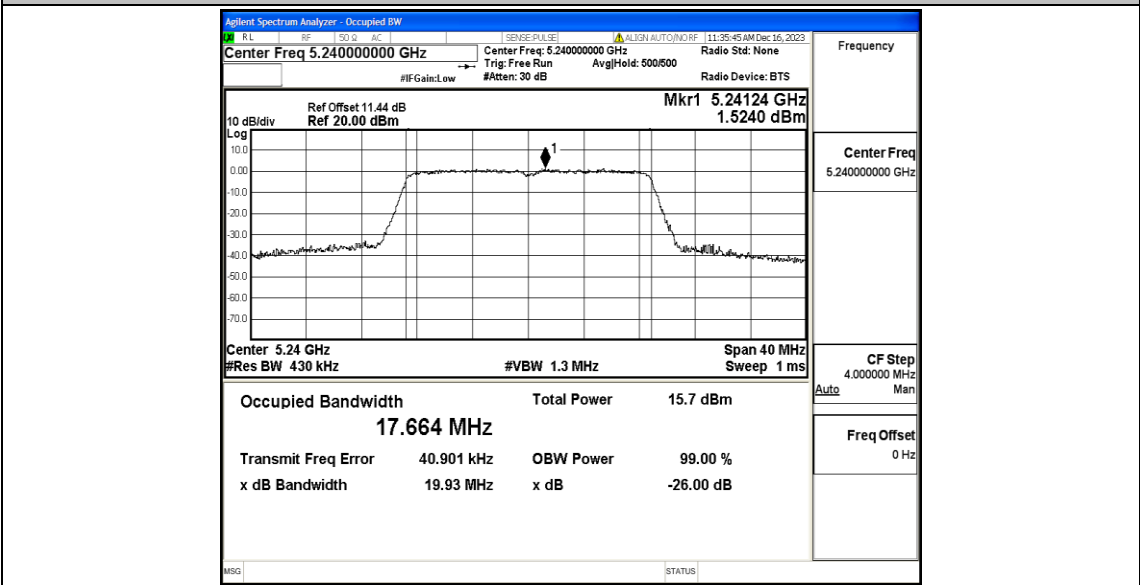 Agilent Spectrum Analyzer - Occupied BW
RL RF 50 Ω AC SENSE:PULSE ALIGN AUTO/NO RF 11:35:45 AM Dec 16, 2023
Center Freq 5.240000000 GHz
Center Freq: 5.240000000 GHz Radio Std: None
Trig: Free Run Avg|Hold: 500/500
#IFGain:Low #Atten: 30 dB Radio Device: BTS
Mkr1 5.24124 GHz
1.5240 dBm
Ref Offset 11.44 dB
10 dB/div Ref 20.00 dBm
Log
10.0
0.00
-10.0
-20.0
-30.0
-40.0
-50.0
-60.0
-70.0
1
Center 5.24 GHz Span 40 MHz
#Res BW 430 kHz #VBW 1.3 MHz Sweep 1 ms
Occupied Bandwidth Total Power 15.7 dBm
17.664 MHz
Transmit Freq Error 40.901 kHz OBW Power 99.00 %
x dB Bandwidth 19.93 MHz x dB -26.00 dB
MSG STATUS
Frequency
Center Freq
5.240000000 GHz
CF Step
4.000000 MHz
Auto Man
Freq Offset
0 Hz